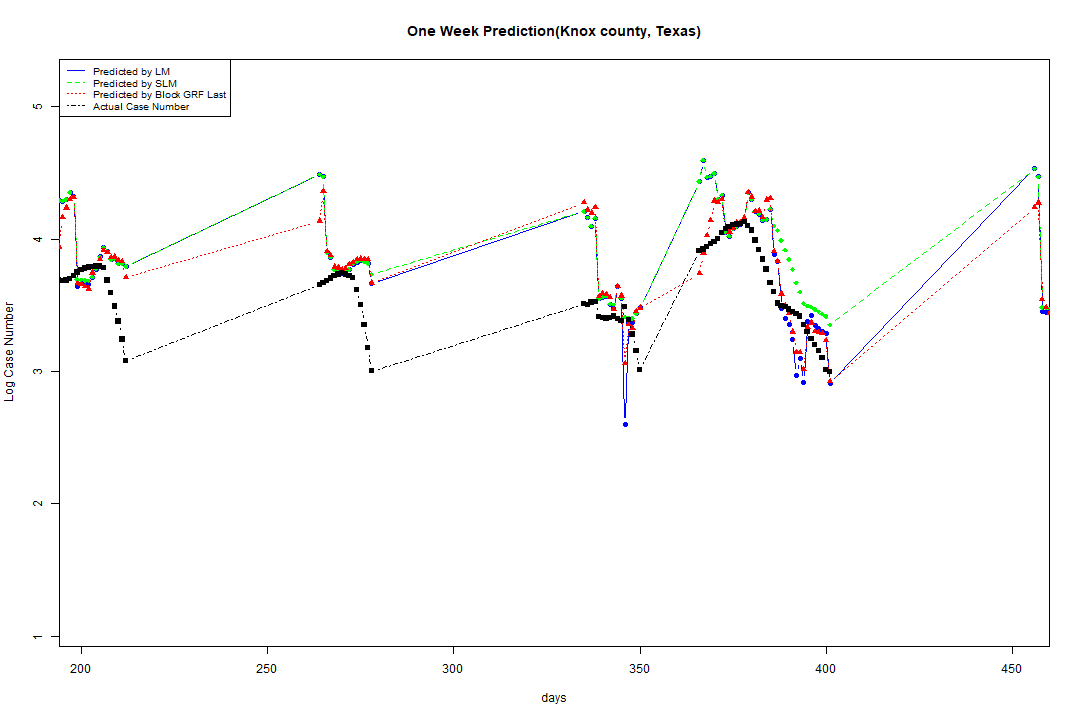 One Week Prediction(Knox county, Texas)
Predicted by LM
Predicted by SLM
Predicted by Block GRF Last
Actual Case Number
Log Case Number
5
4
3
2
1
200 250 300 350 400 450
days